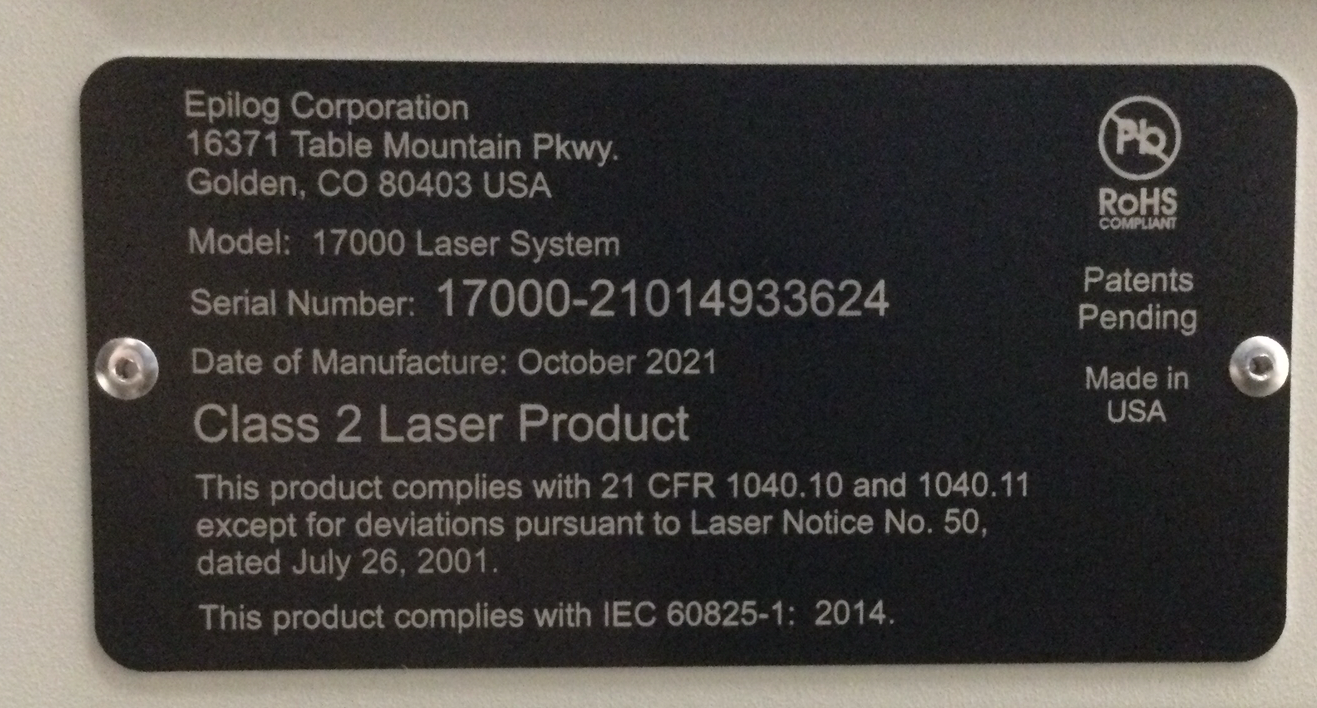 Epilog Corporation
16371 Table Mountain Pkwy.
Golden, CO 80403 USA
Model: 17000 Laser System
Serial Number: 17000-21014933624
Date of Manufacture: October 2021
Class 2 Laser Product
This product complies with 21 CFR 1040.10 and 1040.11
except for deviations pursuant to Laser Notice No. 50,
dated July 26, 2001.
This product complies with IEC 60825-1: 2014.
Pb
RoHS
COMPLIANT
Patents
Pending
Made in
USA